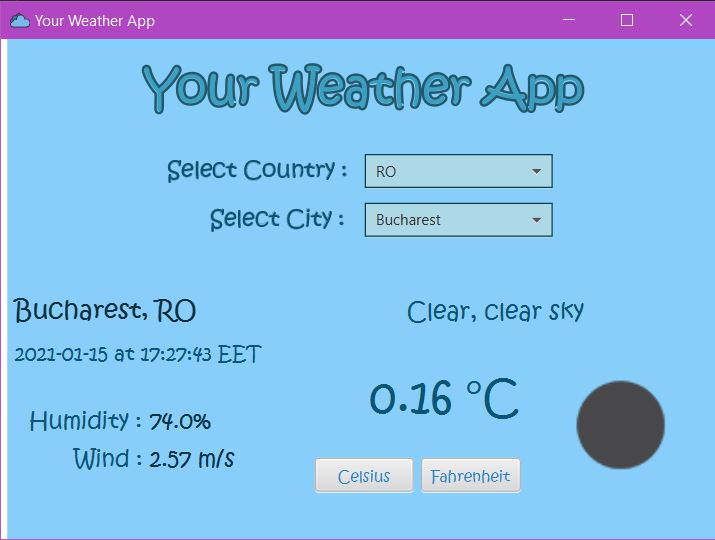 Your Weather App
Your Weather App
Select Country : RO
Select City : Bucharest
Bucharest, RO
Clear, clear sky
2021-01-15 at 17:27:43 EET
0.16 °C
Humidity : 74.0%
Wind : 2.57 m/s
Celsius Fahrenheit